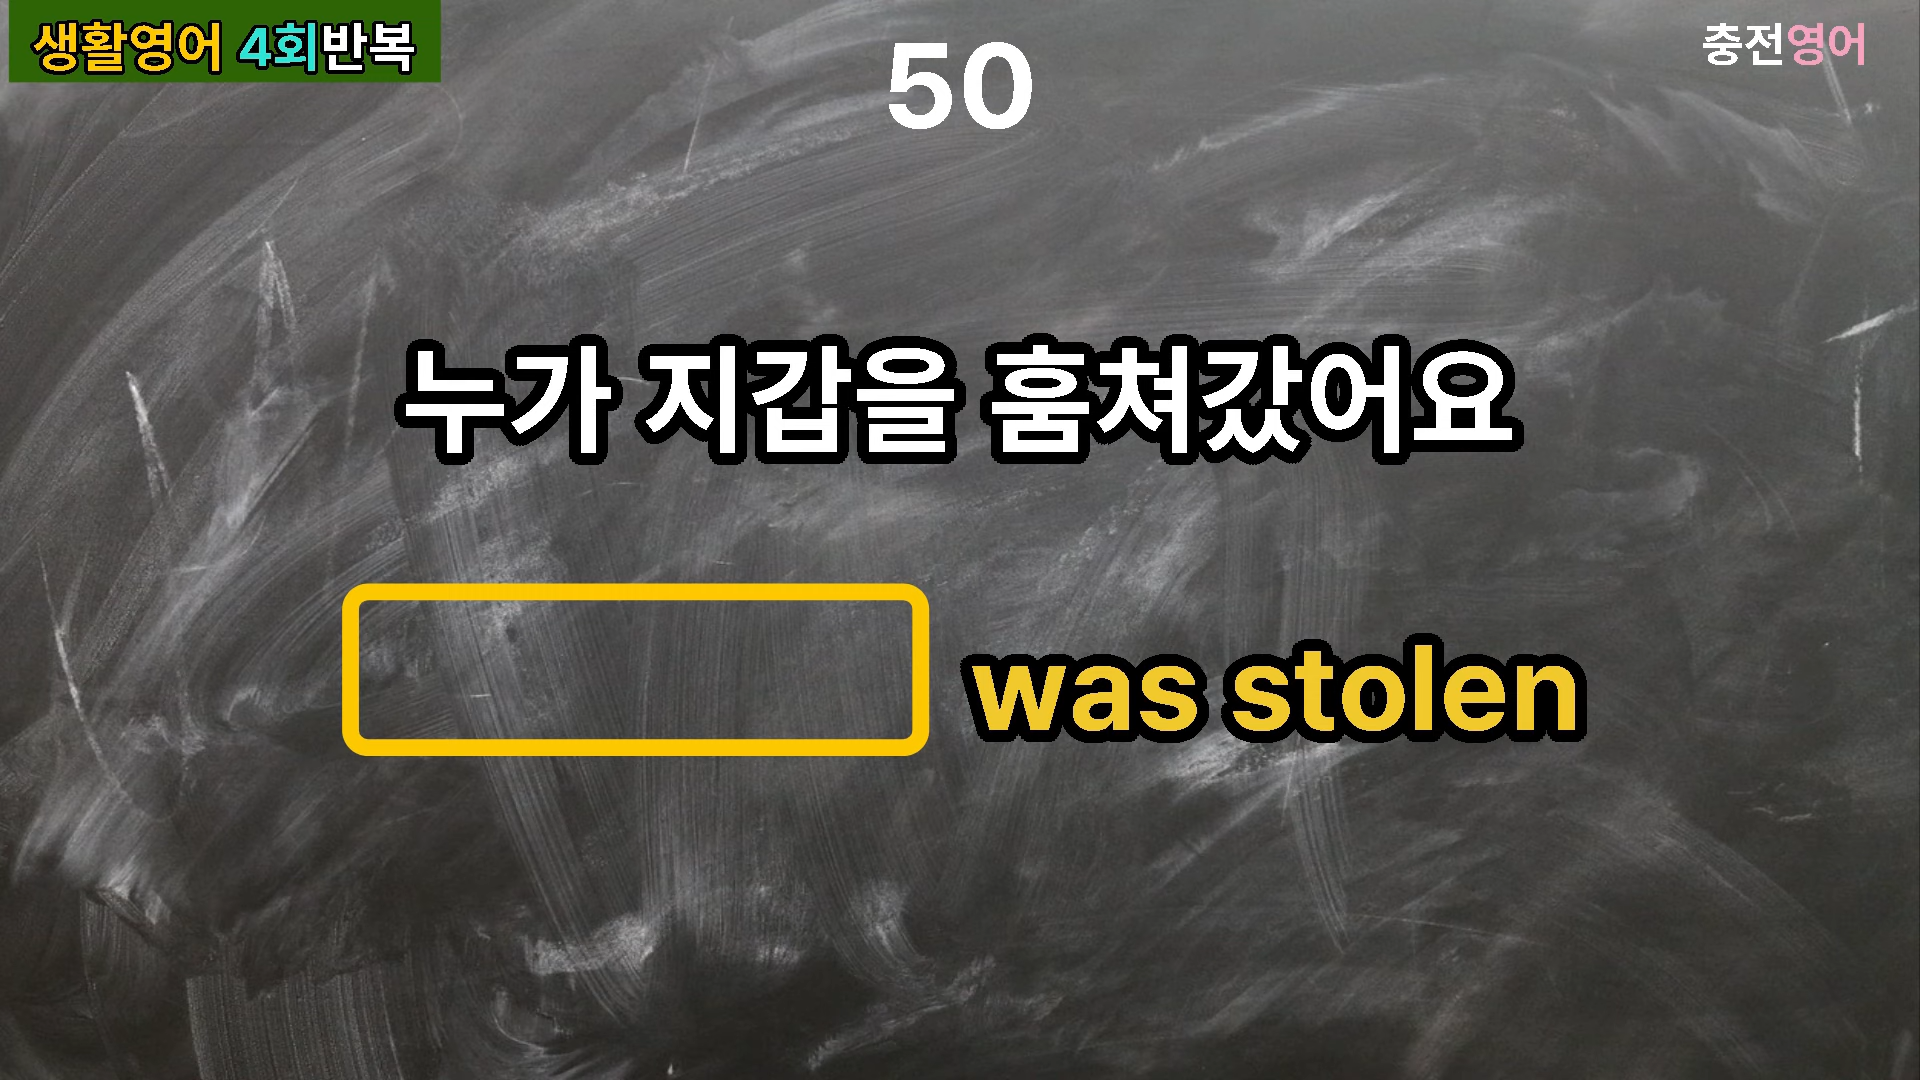 생활영어 4회반복
50
충전영어
누가 지갑을 훔쳐갔어요
was stolen